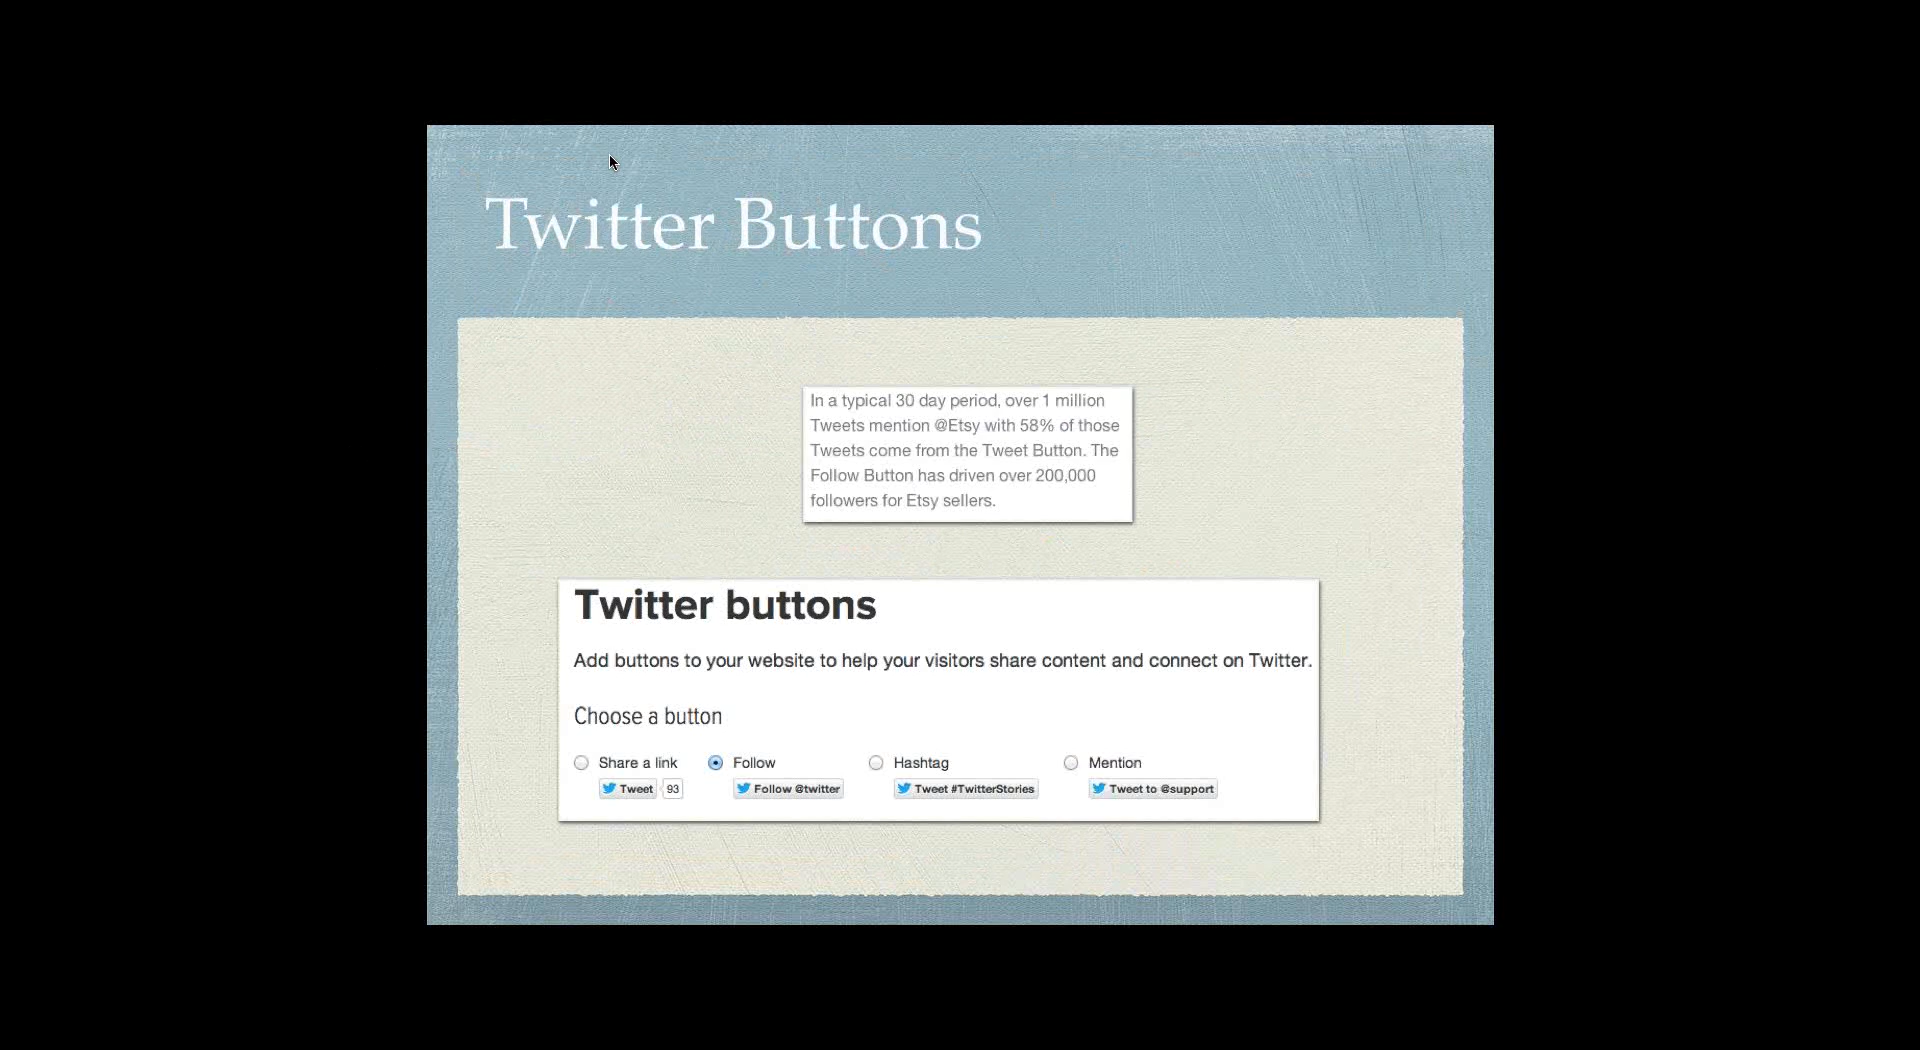 Twitter Buttons
In a typical 30 day period, over 1 million
Tweets mention @Etsy with 58% of those
Tweets come from the Tweet Button. The
Follow Button has driven over 200,000
followers for Etsy sellers.
Twitter buttons
Add buttons to your website to help your visitors share content and connect on Twitter.
Choose a button
Share a link Follow Hashtag Mention
Tweet 93 Follow @twitter Tweet #TwitterStories Tweet to @support